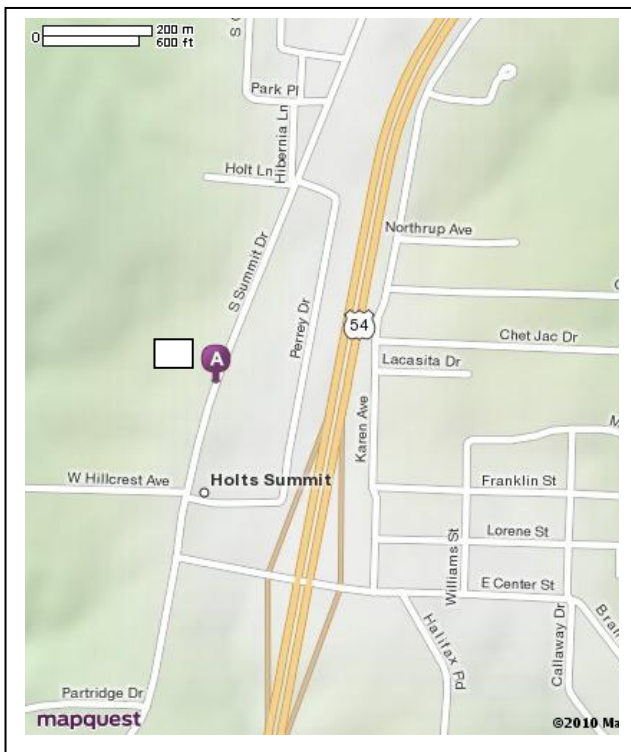 0
200 m
600 ft
Park Pl
Hibernia Ln
Holt Ln
S Summit Dr
Northrup Ave
Perrey Dr
54
Chet Jac Dr
A
Lacasita Dr
Karen Ave
W Hillcrest Ave
Holts Summit
Franklin St
Lorene St
Williams St
E Center St
Halifax Rd
Callaway Dr
Partridge Dr
mapquest
©2010 Ma